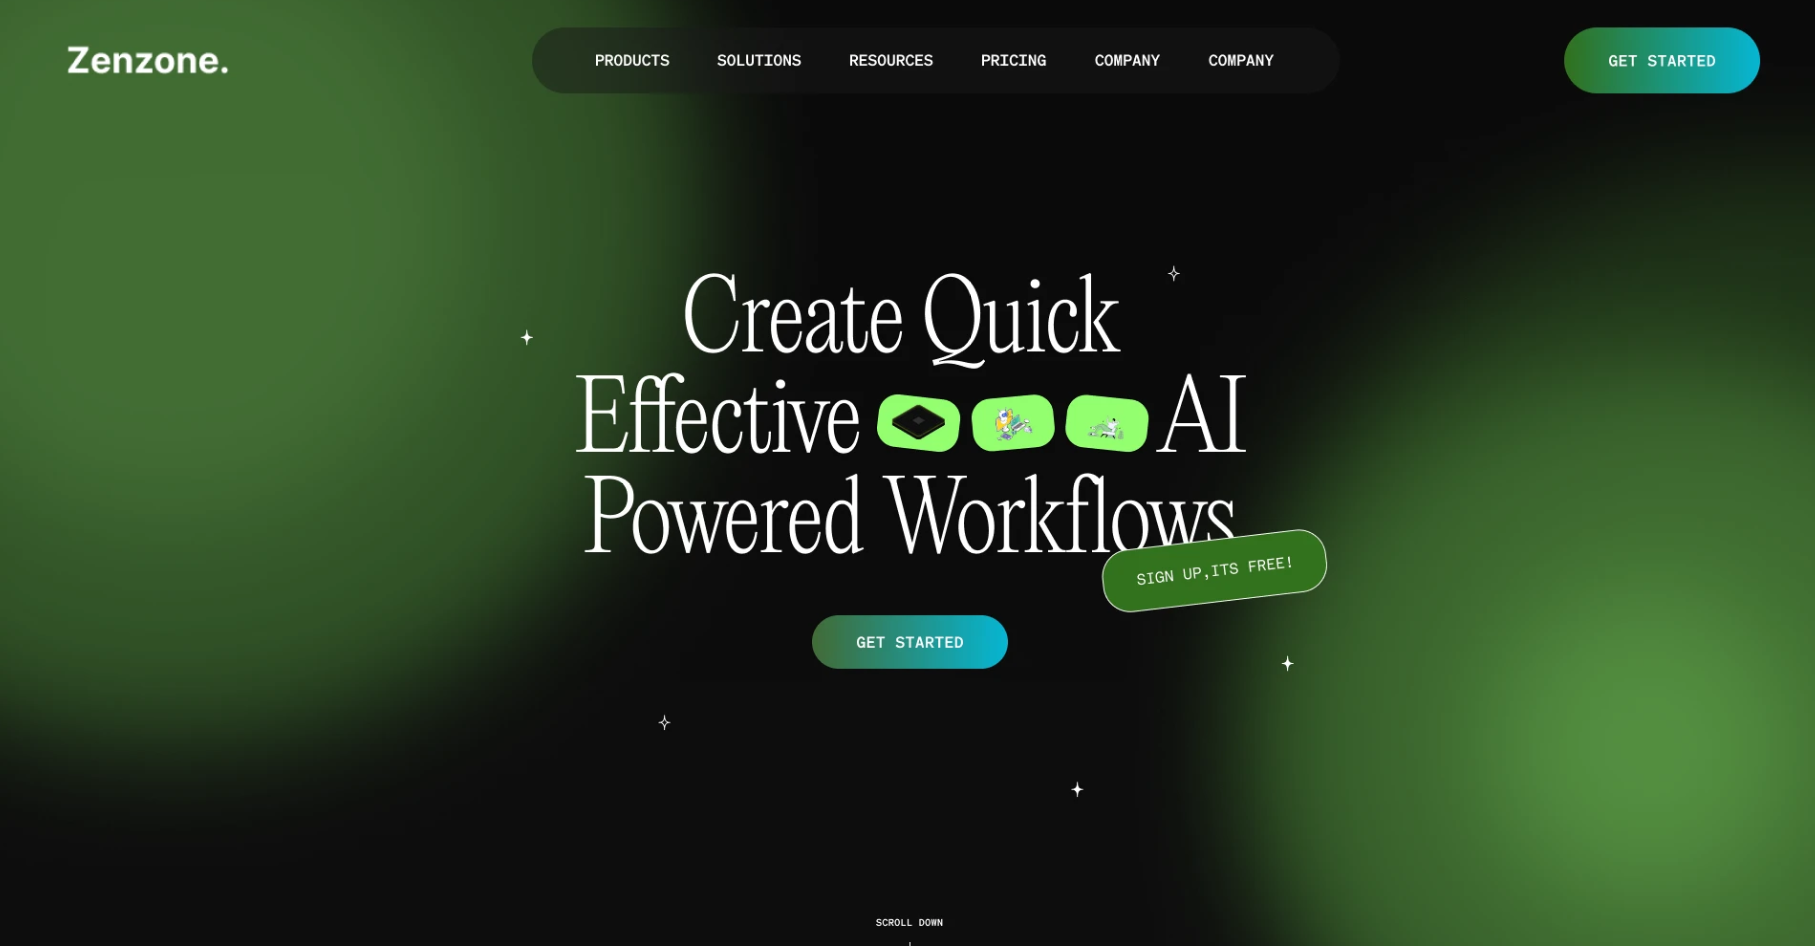 Zenzone.
PRODUCTS
SOLUTIONS
RESOURCES
PRICING
COMPANY
COMPANY
GET STARTED
Create Quick
Effective AI
Powered Workflows
SIGN UP,ITS FREE!
GET STARTED
SCROLL DOWN